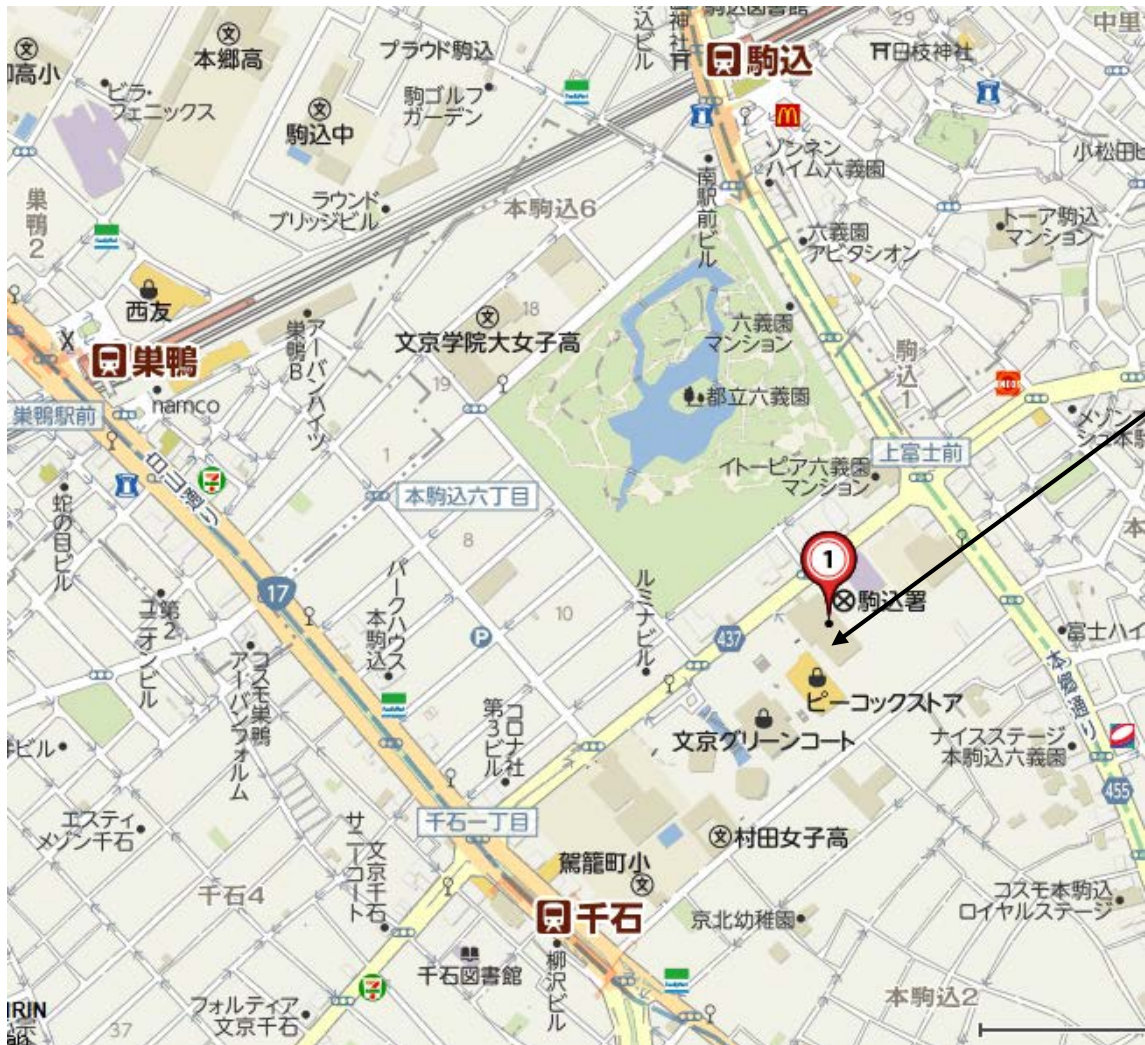 駒込
日枝神社
中里
本郷高
プラウド駒込
ビラ・
フェニックス
駒ゴルフ
ガーデン
駒込中
ゾンネン
ハイム六義園
ラウンド
ブリッジビル
本駒込6
南駅前ビル
巣鴨2
トーア駒込
マンション
六義園
アビタシオン
西友
18
29
文京学院大女子高
六義園
マンション
アーバンハイツ
巣鴨B
巣鴨
19
駒込1
namco
都立六義園
巣鴨駅前
1
上富士前
イトーピア六義園
マンション
白山通り
本駒込六丁目
蛇の目ビル
8
17
1
パークハウス
本駒込
10
ルミナビル
駒込署
第2
ユニオンビル
437
富士ハイ
本郷通り
コスモ巣鴨
アーバンフォルム
コロナ社
第3ビル
P
ピーコックストア
文京グリーンコート
ナイスステージ
本駒込六義園
455
エスティ
メゾン千石
千石一丁目
文京千石
サニーコート
駕籠町小
村田女子高
千石4
千石
京北幼稚園
コスモ本駒込
ロイヤルステージ
千石図書館
柳沢ビル
フォルティア
文京千石
本駒込2
37